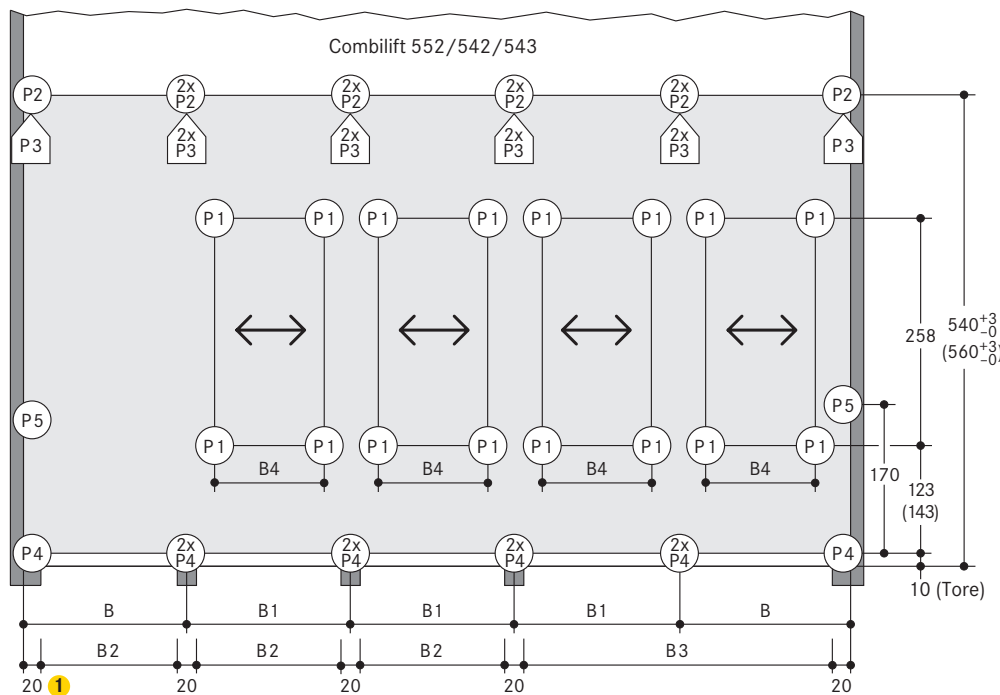 Combilift 552/542/543
P2 2x P2 2x P2 2x P2 2x P2 P2
P3 2x P3 2x P3 2x P3 2x P3 P3
P1 P1 P1 P1 P1 P1 P1 P1
258 540+3-0
(560+3-0)
P5 P5
P1 P1 P1 P1 P1 P1 P1 P1
B4 B4 B4 B4
170 123
(143)
P4 2x P4 2x P4 2x P4 2x P4 P4
10 (Tore)
B B1 B1 B1 B
B2 B2 B2 B3
20 1 20 20 20 20